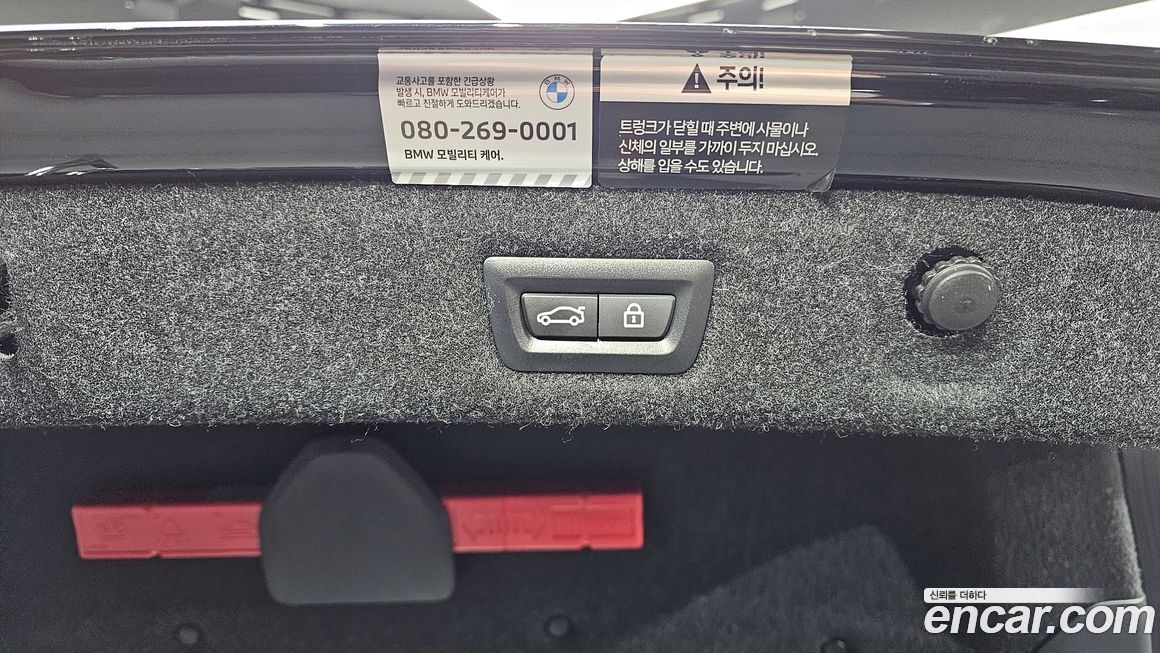 교통사고를 포함한 긴급상황
발생 시, BMW 모빌리티케어가
빠르고 친절하게 도와드리겠습니다.
080-269-0001
BMW 모빌리티 케어.
BMW
주의!
트렁크가 닫힐 때 주변에 사물이나
신체의 일부를 가까이 두지 마십시오.
상해를 입을 수도 있습니다.
신뢰를 더하다
encar.com